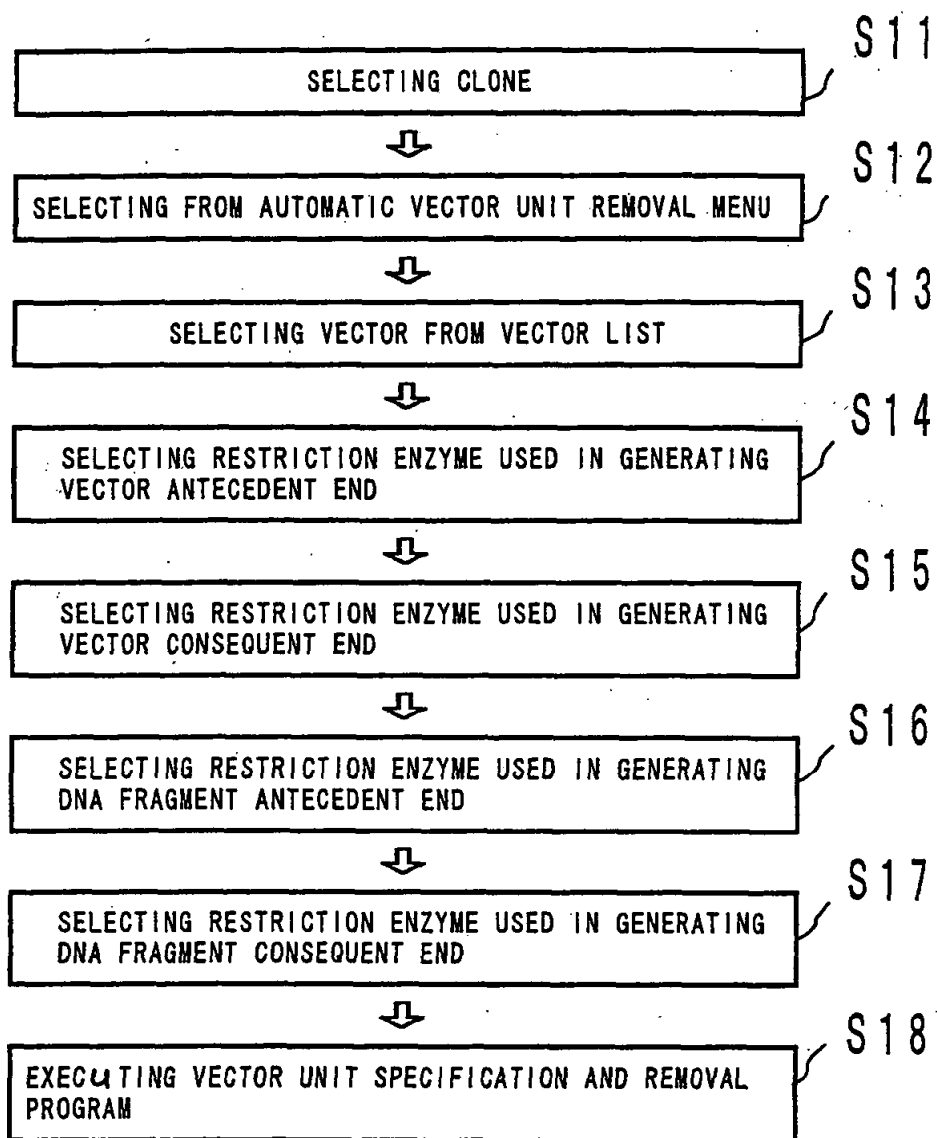 S11
SELECTING CLONE
S12
SELECTING FROM AUTOMATIC VECTOR UNIT REMOVAL MENU
S13
SELECTING VECTOR FROM VECTOR LIST
S14
SELECTING RESTRICTION ENZYME USED IN GENERATING
VECTOR ANTECEDENT END
S15
SELECTING RESTRICTION ENZYME USED IN GENERATING
VECTOR CONSEQUENT END
S16
SELECTING RESTRICTION ENZYME USED IN GENERATING
DNA FRAGMENT ANTECEDENT END
S17
SELECTING RESTRICTION ENZYME USED IN GENERATING
DNA FRAGMENT CONSEQUENT END
S18
EXECUTING VECTOR UNIT SPECIFICATION AND REMOVAL
PROGRAM